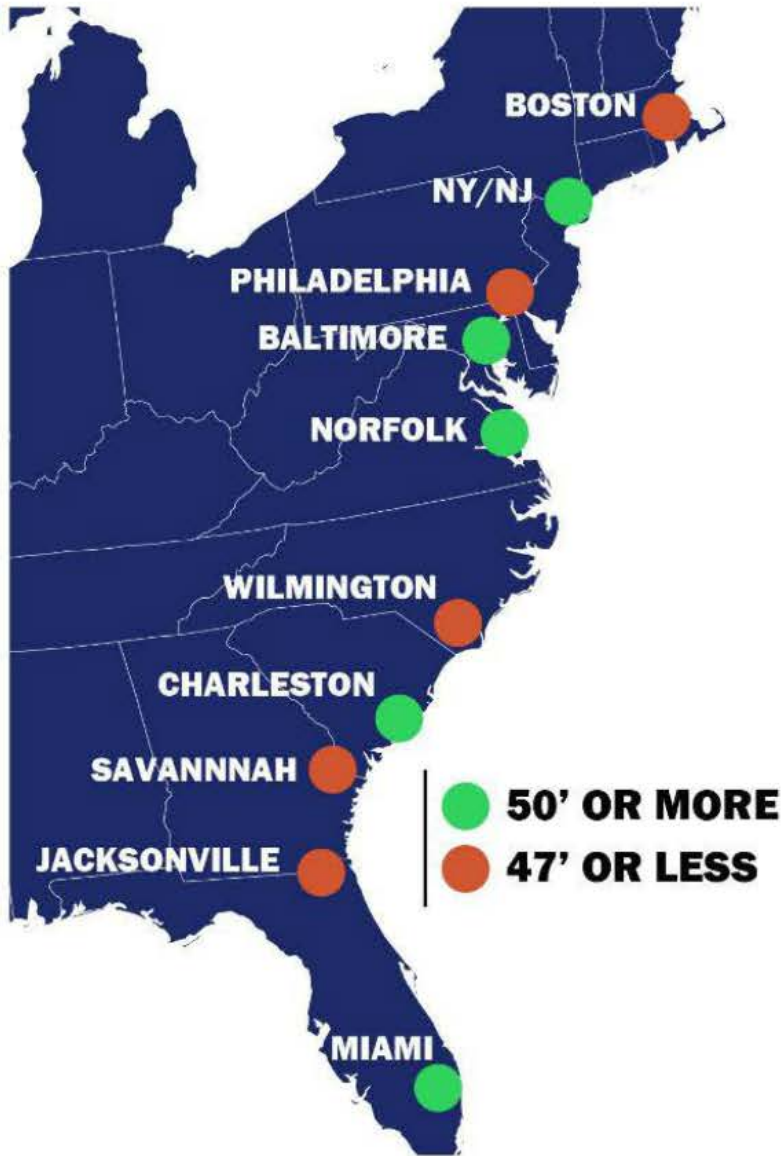 BOSTON
NY/NJ
PHILADELPHIA
BALTIMORE
NORFOLK
WILMINGTON
CHARLESTON
SAVANNNAH
50' OR MORE
JACKSONVILLE
47' OR LESS
MIAMI